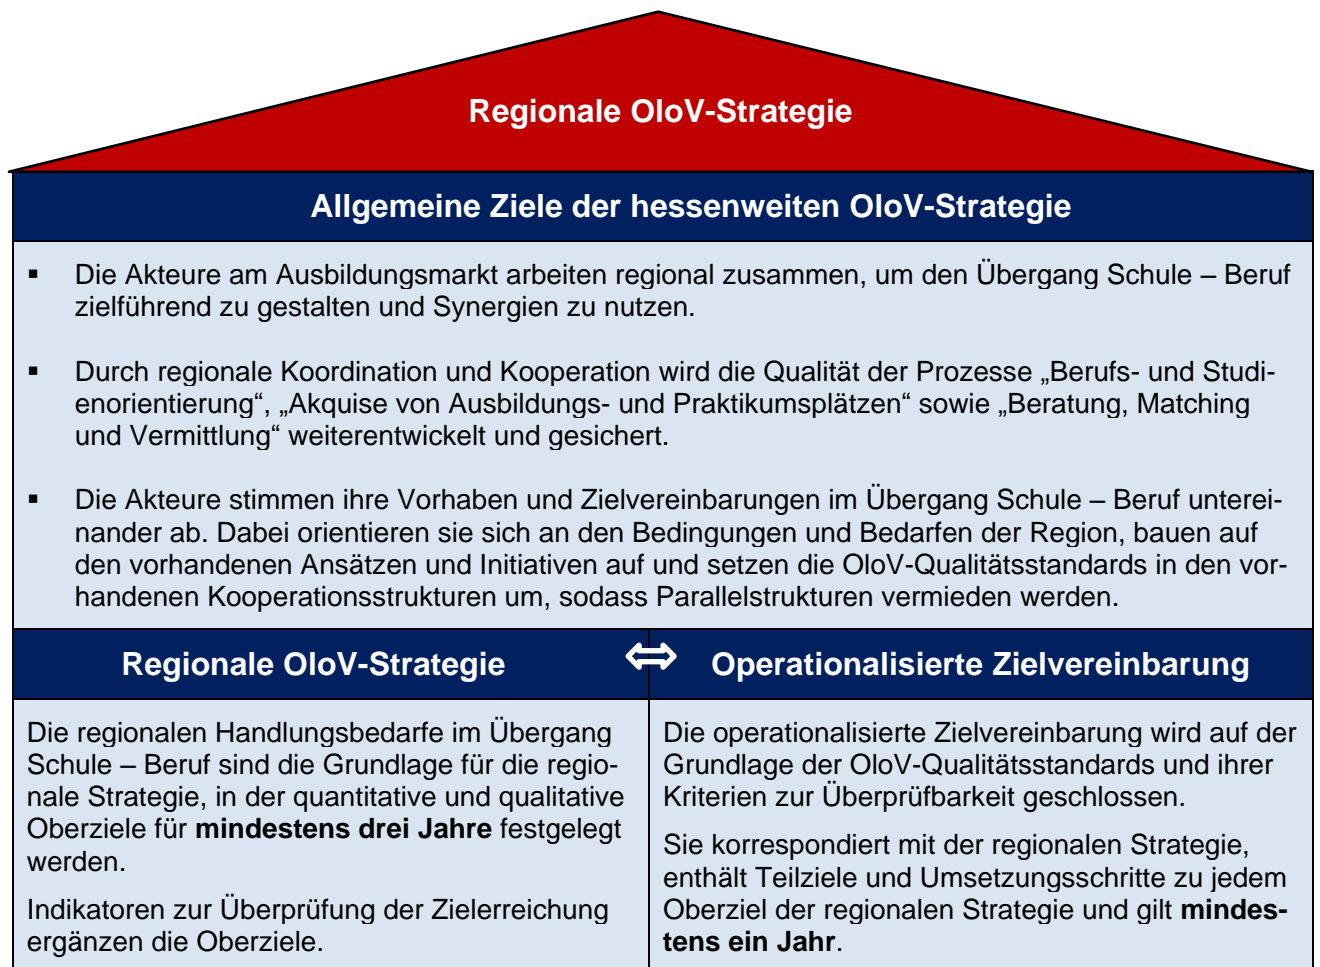 Regionale OloV-Strategie
Allgemeine Ziele der hessenweiten OloV-Strategie
▪ Die Akteure am Ausbildungsmarkt arbeiten regional zusammen, um den Übergang Schule – Beruf
zielführend zu gestalten und Synergien zu nutzen.
▪ Durch regionale Koordination und Kooperation wird die Qualität der Prozesse „Berufs- und Studi-
enorientierung“, „Akquise von Ausbildungs- und Praktikumsplätzen“ sowie „Beratung, Matching
und Vermittlung“ weiterentwickelt und gesichert.
▪ Die Akteure stimmen ihre Vorhaben und Zielvereinbarungen im Übergang Schule – Beruf unterei-
nander ab. Dabei orientieren sie sich an den Bedingungen und Bedarfen der Region, bauen auf
den vorhandenen Ansätzen und Initiativen auf und setzen die OloV-Qualitätsstandards in den vor-
handenen Kooperationsstrukturen um, sodass Parallelstrukturen vermieden werden.
Regionale OloV-Strategie ⇔ Operationalisierte Zielvereinbarung
Die regionalen Handlungsbedarfe im Übergang
Schule – Beruf sind die Grundlage für die regio-
nale Strategie, in der quantitative und qualitative
Oberziele für mindestens drei Jahre festgelegt
werden.
Indikatoren zur Überprüfung der Zielerreichung
ergänzen die Oberziele.
Die operationalisierte Zielvereinbarung wird auf der
Grundlage der OloV-Qualitätsstandards und ihrer
Kriterien zur Überprüfbarkeit geschlossen.
Sie korrespondiert mit der regionalen Strategie,
enthält Teilziele und Umsetzungsschritte zu jedem
Oberziel der regionalen Strategie und gilt mindes-
tens ein Jahr.